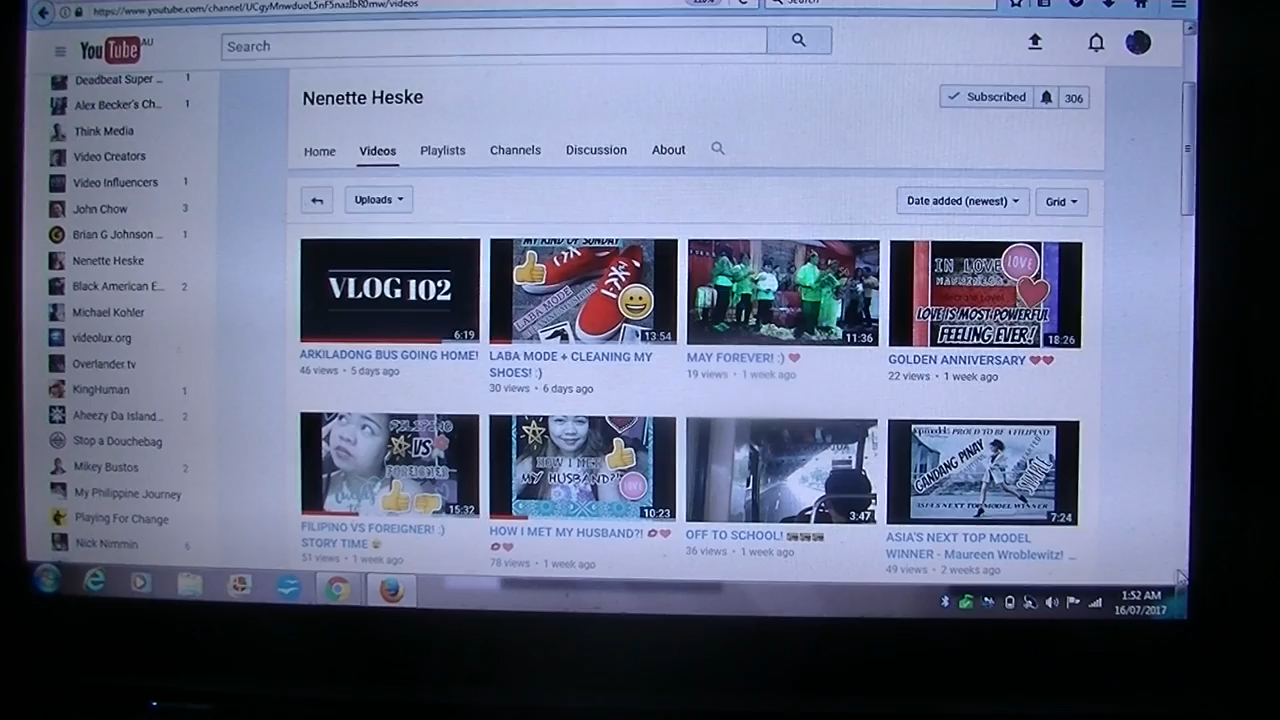 https://www.youtube.com/channel/UCgyMnwduoL5nF5nazIbR0mw/videos
Search
YouTube AU
Search
Deadbeat Super ... 1
Alex Becker's Ch... 1
Think Media
Video Creators
Video Influencers 1
John Chow 3
Brian G Johnson ... 1
Nenette Heske
Black American E... 2
Michael Kohler
videolux.org
Overlander.tv
KingHuman 1
Aheezy Da Island... 2
Stop a Douchebag
Mikey Bustos 2
My Philippine Journey
Playing For Change
Nick Nimmin 6
Nenette Heske
Subscribed 306
Home Videos Playlists Channels Discussion About
Uploads
Date added (newest) Grid
VLOG 102
6:19
ARKILADONG BUS GOING HOME!
46 views • 5 days ago
MY KIND OF SUNDAY
LABA MODE
13:54
LABA MODE + CLEANING MY
SHOES! :)
30 views • 6 days ago
11:36
MAY FOREVER! :) ❤
19 views • 1 week ago
IN LOVE
LOVE
LOVE IS MOST POWERFUL
FEELING EVER!
18:26
GOLDEN ANNIVERSARY ❤❤
22 views • 1 week ago
FILIPINO
VS
FOREIGNER
15:32
FILIPINO VS FOREIGNER! :)
STORY TIME
51 views • 1 week ago
HOW I MET
MY HUSBAND?!
LOVE
10:23
HOW I MET MY HUSBAND?!
78 views • 1 week ago
3:47
OFF TO SCHOOL!
36 views • 1 week ago
PROUD TO BE A FILIPINO
GANDANG PINAY
ASIA'S NEXT TOP MODEL WINNER
7:24
ASIA'S NEXT TOP MODEL
WINNER - Maureen Wroblewitz! ...
49 views • 2 weeks ago
1:52 AM
16/07/2017